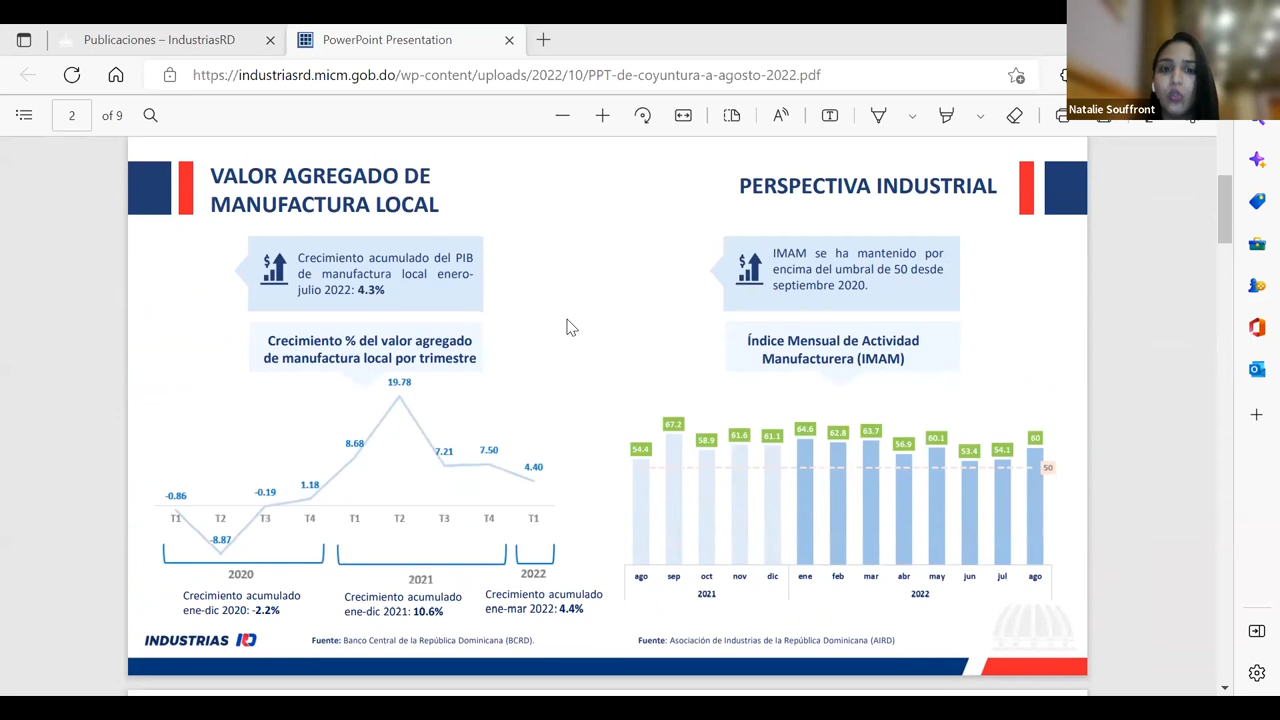 Publicaciones – IndustriasRD
PowerPoint Presentation
https://industriasrd.micm.gob.do/wp-content/uploads/2022/10/PPT-de-coyuntura-a-agosto-2022.pdf
Natalie Souffront
2 of 9
VALOR AGREGADO DE
MANUFACTURA LOCAL
Crecimiento acumulado del PIB
de manufactura local enero-
julio 2022: 4.3%
Crecimiento % del valor agregado
de manufactura local por trimestre
19.78
8.68
7.21
7.50
4.40
1.18
-0.19
-0.86
-8.87
T1 T2 T3 T4 T1 T2 T3 T4 T1
2020 2021 2022
Crecimiento acumulado
ene-dic 2020: -2.2%
Crecimiento acumulado
ene-dic 2021: 10.6%
Crecimiento acumulado
ene-mar 2022: 4.4%
INDUSTRIAS RD
Fuente: Banco Central de la República Dominicana (BCRD).
PERSPECTIVA INDUSTRIAL
IMAM se ha mantenido por
encima del umbral de 50 desde
septiembre 2020.
Índice Mensual de Actividad
Manufacturera (IMAM)
54.4 67.2 58.9 61.6 61.1 64.6 62.8 63.7 56.9 60.1 53.4 54.1 60
50
ago sep oct nov dic ene feb mar abr may jun jul ago
2021 2022
Fuente: Asociación de Industrias de la República Dominicana (AIRD)